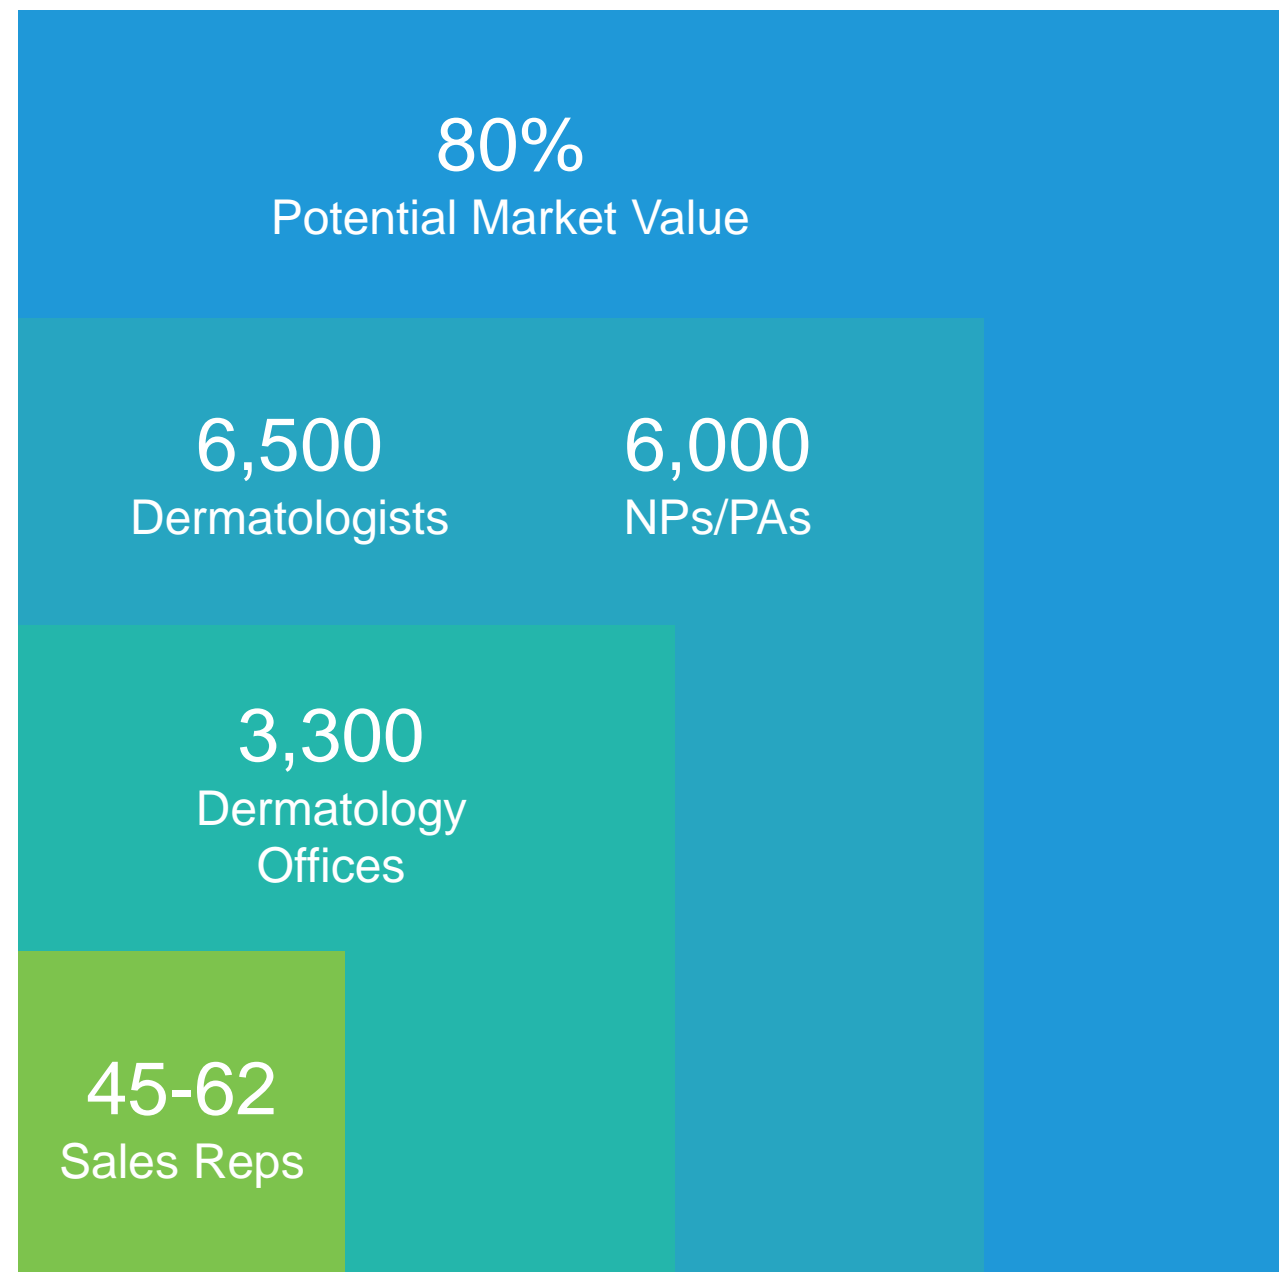 80%
Potential Market Value
6,500
Dermatologists
6,000
NPs/PAs
3,300
Dermatology
Offices
45-62
Sales Reps